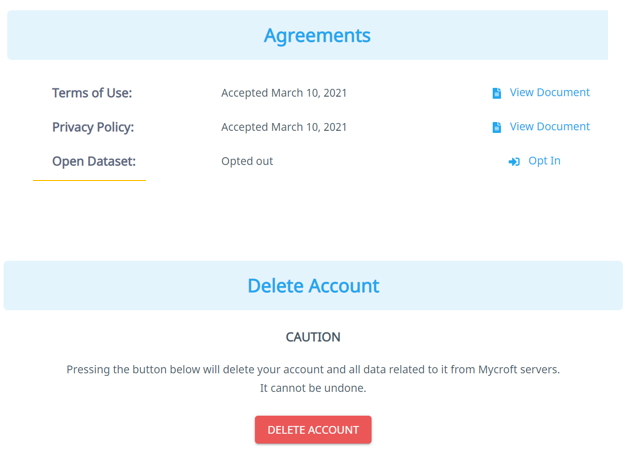 Agreements
Terms of Use: Accepted March 10, 2021 View Document
Privacy Policy: Accepted March 10, 2021 View Document
Open Dataset: Opted out Opt In
Delete Account
CAUTION
Pressing the button below will delete your account and all data related to it from Mycroft servers.
It cannot be undone.
DELETE ACCOUNT